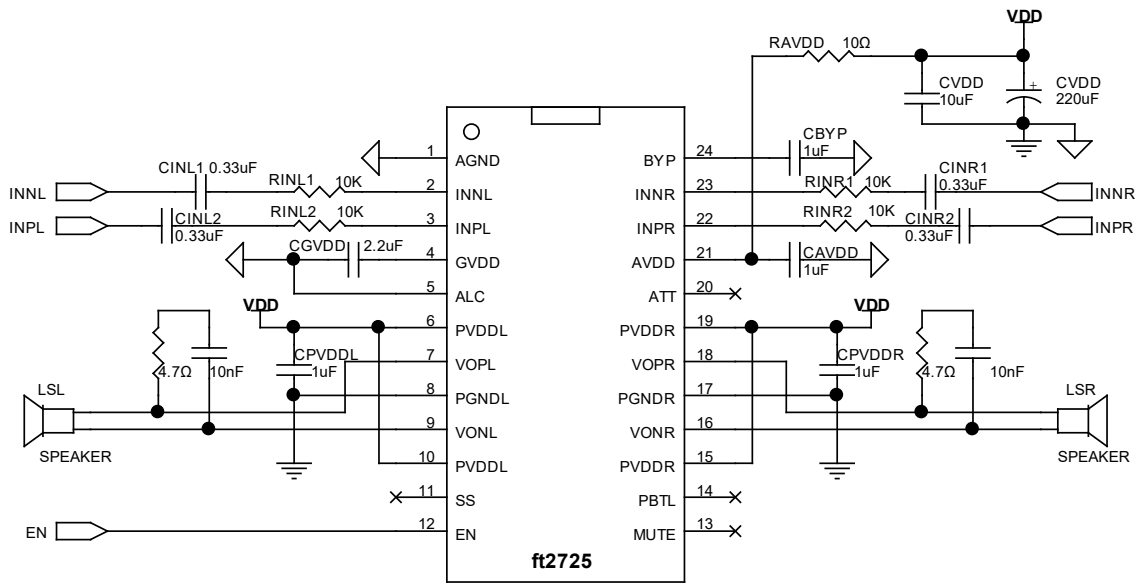 VDD
RAVDD 10Ω
CVDD
10uF
CVDD
220uF
+
CINL1 0.33uF
INNL
RINL1 10K
CINL2
0.33uF
INPL
RINL2 10K
CGVDD 2.2uF
VDD
4.7Ω
10nF
CPVDDL
1uF
LSL
SPEAKER
EN
1 AGND
2 INNL
3 INPL
4 GVDD
5 ALC
6 PVDDL
7 VOPL
8 PGNDL
9 VONL
10 PVDDL
11 SS
12 EN
ft2725
BYP 24
INNR 23
INPR 22
AVDD 21
ATT 20
PVDDR 19
VOPR 18
PGNDR 17
VONR 16
PVDDR 15
PBTL 14
MUTE 13
CBYP
1uF
RINR1 10K
CINR1
0.33uF
INNR
RINR2 10K
CINR2
0.33uF
INPR
CAVDD
1uF
VDD
CPVDDR
1uF
4.7Ω
10nF
LSR
SPEAKER